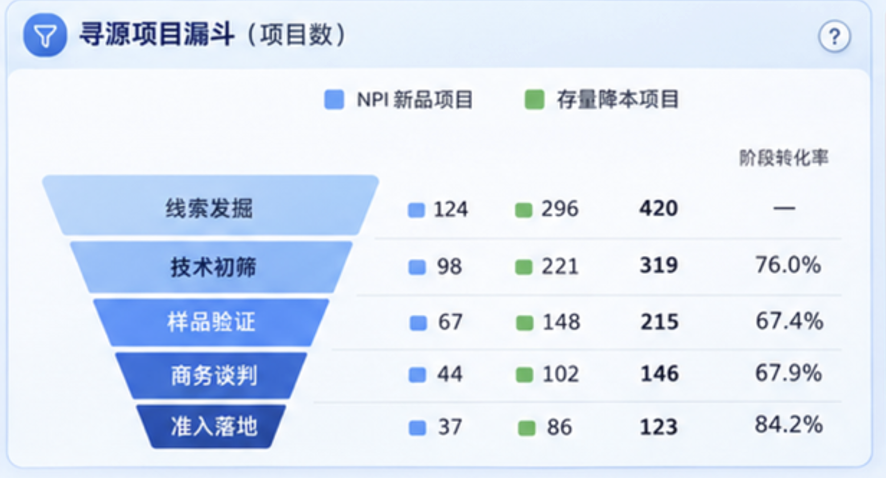 寻源项目漏斗（项目数）
?
NPI 新品项目 存量降本项目
阶段转化率
线索发掘 124 296 420 —
技术初筛 98 221 319 76.0%
样品验证 67 148 215 67.4%
商务谈判 44 102 146 67.9%
准入落地 37 86 123 84.2%